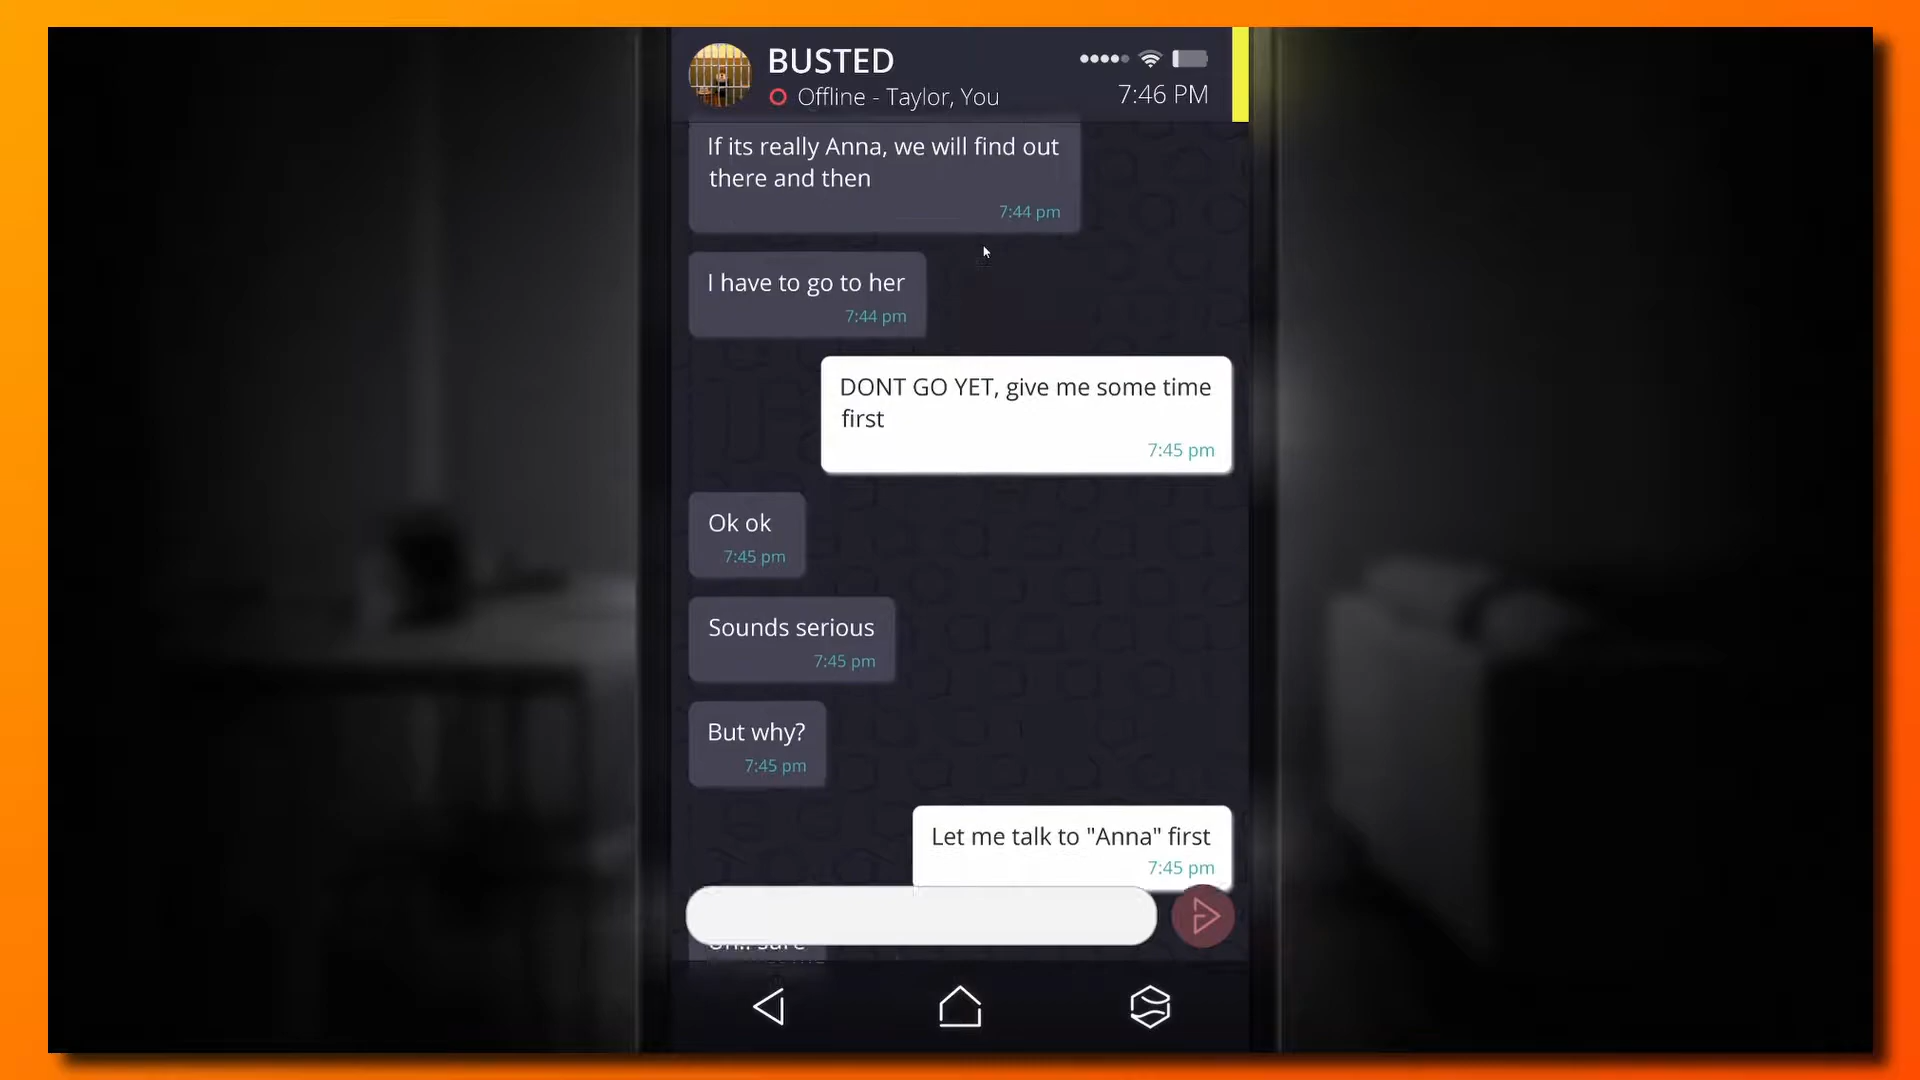 BUSTED
Offline - Taylor, You
7:46 PM
If its really Anna, we will find out
there and then
7:44 pm
I have to go to her
7:44 pm
DONT GO YET, give me some time
first
7:45 pm
Ok ok
7:45 pm
Sounds serious
7:45 pm
But why?
7:45 pm
Let me talk to "Anna" first
7:45 pm